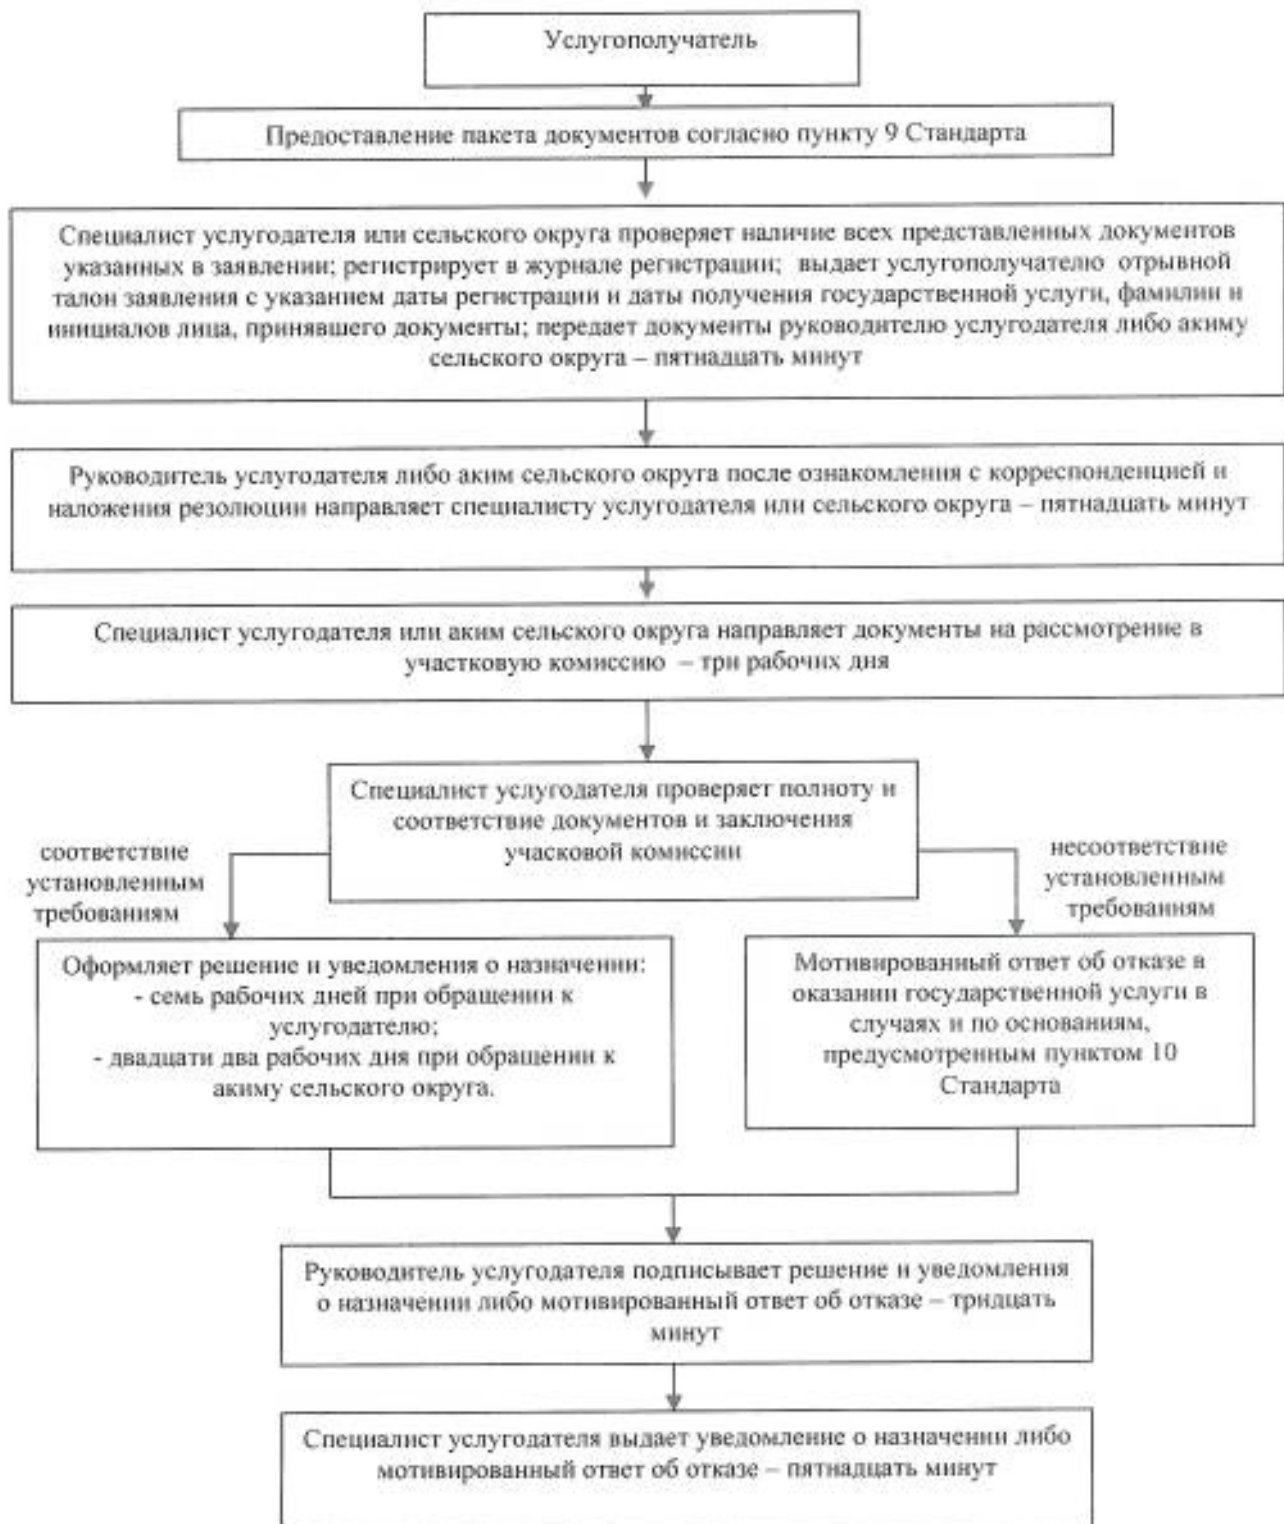 Услугополучатель
Предоставление пакета документов согласно пункту 9 Стандарта
Специалист услугодателя или сельского округа проверяет наличие всех представленных документов
указанных в заявлении; регистрирует в журнале регистрации; выдает услугополучателю отрывной
талон заявления с указанием даты регистрации и даты получения государственной услуги, фамилии и
инициалов лица, принявшего документы; передает документы руководителю услугодателя либо акиму
сельского округа – пятнадцать минут
Руководитель услугодателя либо аким сельского округа после ознакомления с корреспонденцией и
наложения резолюции направляет специалисту услугодателя или сельского округа – пятнадцать минут
Специалист услугодателя или аким сельского округа направляет документы на рассмотрение в
участковую комиссию – три рабочих дня
Специалист услугодателя проверяет полноту и
соответствие документов и заключения
учасковой комиссии
соответствие
установленным
требованиям
несоответствие
установленным
требованиям
Оформляет решение и уведомления о назначении:
- семь рабочих дней при обращении к
услугодателю;
- двадцати два рабочих дня при обращении к
акиму сельского округа.
Мотивированный ответ об отказе в
оказании государственной услуги в
случаях и по основаниям,
предусмотренным пунктом 10
Стандарта
Руководитель услугодателя подписывает решение и уведомления
о назначении либо мотивированный ответ об отказе – тридцать
минут
Специалист услугодателя выдает уведомление о назначении либо
мотивированный ответ об отказе – пятнадцать минут